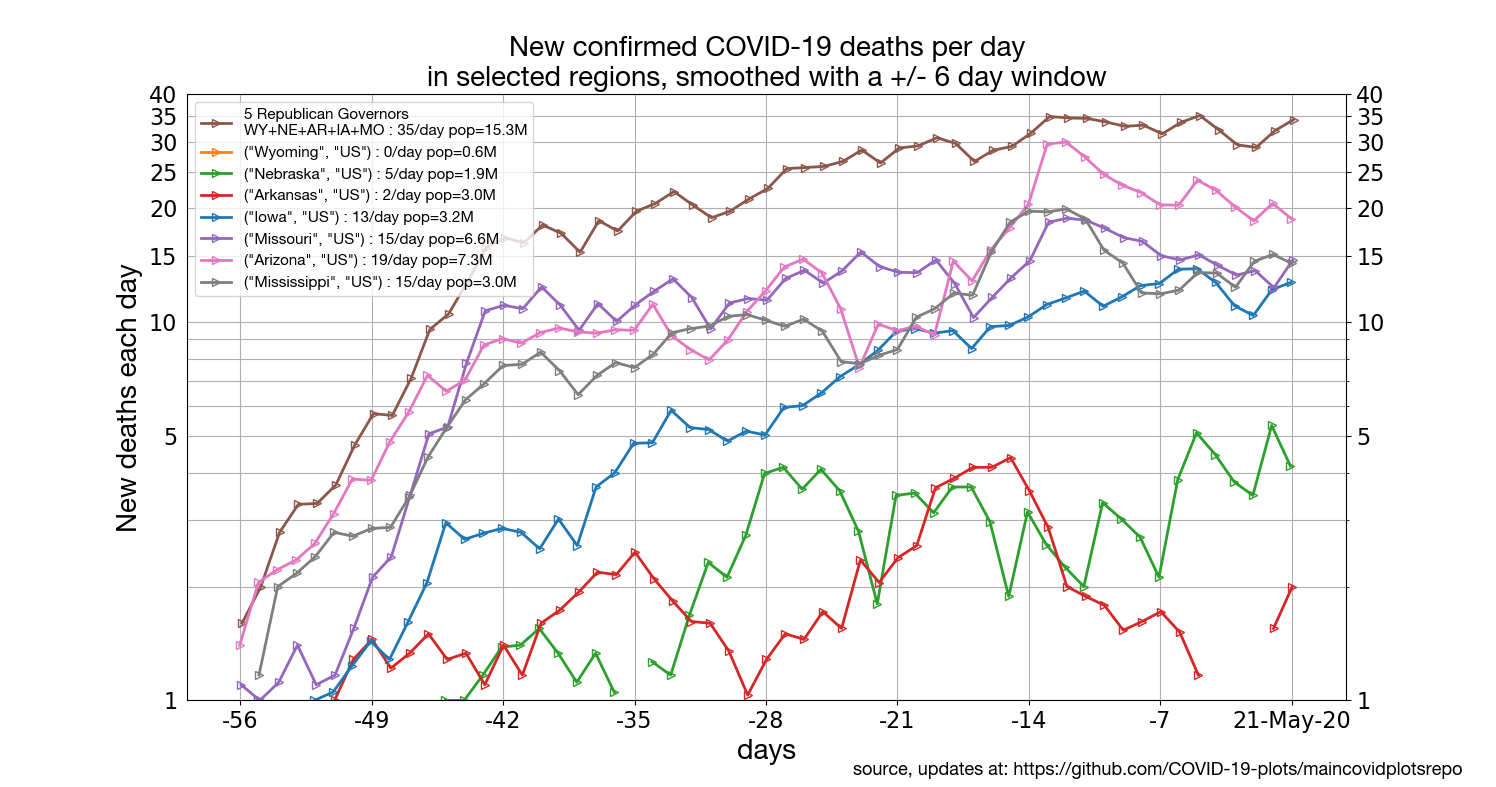 New confirmed COVID-19 deaths per day
in selected regions, smoothed with a +/- 6 day window
5 Republican Governors
WY+NE+AR+IA+MO : 35/day pop=15.3M
("Wyoming", "US") : 0/day pop=0.6M
("Nebraska", "US") : 5/day pop=1.9M
("Arkansas", "US") : 2/day pop=3.0M
("Iowa", "US") : 13/day pop=3.2M
("Missouri", "US") : 15/day pop=6.6M
("Arizona", "US") : 19/day pop=7.3M
("Mississippi", "US") : 15/day pop=3.0M
New deaths each day
40
35
30
25
20
15
10
5
1
40
35
30
25
20
15
10
5
1
-56 -49 -42 -35 -28 -21 -14 -7 21-May-20
days
source, updates at: https://github.com/COVID-19-plots/maincovidplotsrepo